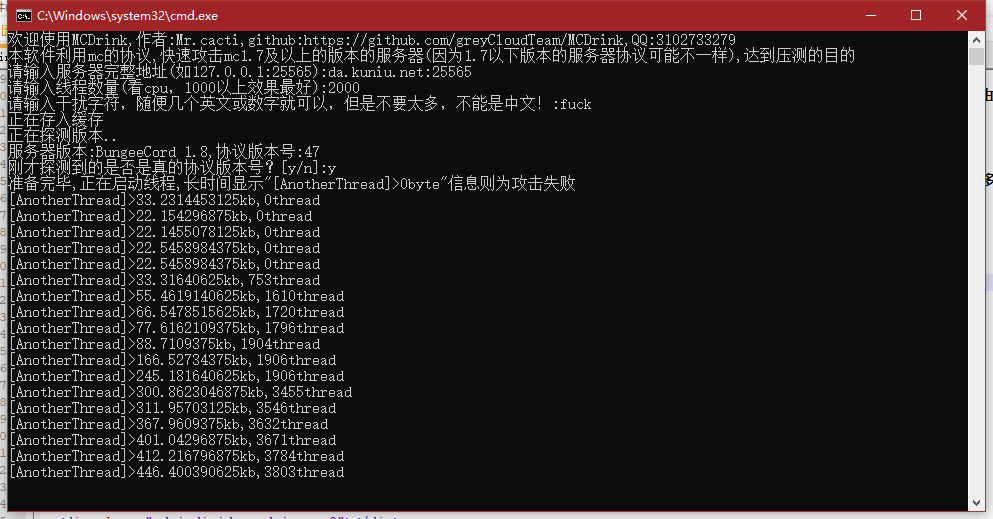 C:\Windows\system32\cmd.exe
欢迎使用MCDrink,作者:Mr.cacti,github:https://github.com/greyCloudTeam/MCDrink,QQ:3102733279
本软件利用mc的协议,快速攻击mc1.7及以上的版本的服务器(因为1.7以下版本的服务器协议可能不一样),达到压测的目的
请输入服务器完整地址(如127.0.0.1:25565):da.kuniu.net:25565
请输入线程数量(看cpu, 1000以上效果最好):2000
请输入干扰字符, 随便几个英文或数字就可以, 但是不要太多, 不能是中文! :fuck
正在存入缓存
正在探测版本..
服务器版本:BungeeCord 1.8,协议版本号:47
刚才探测到的是否是真的协议版本号? [y/n]:y
准备完毕,正在启动线程,长时间显示"[AnotherThread]>0byte"信息则为攻击失败
[AnotherThread]>33.2314453125kb,0thread
[AnotherThread]>22.154296875kb,0thread
[AnotherThread]>22.1455078125kb,0thread
[AnotherThread]>22.5458984375kb,0thread
[AnotherThread]>22.5458984375kb,0thread
[AnotherThread]>33.31640625kb,753thread
[AnotherThread]>55.4619140625kb,1610thread
[AnotherThread]>66.5478515625kb,1720thread
[AnotherThread]>77.6162109375kb,1796thread
[AnotherThread]>88.7109375kb,1904thread
[AnotherThread]>166.52734375kb,1906thread
[AnotherThread]>245.181640625kb,1906thread
[AnotherThread]>300.8623046875kb,3455thread
[AnotherThread]>311.95703125kb,3546thread
[AnotherThread]>367.9609375kb,3632thread
[AnotherThread]>401.04296875kb,3671thread
[AnotherThread]>412.216796875kb,3784thread
[AnotherThread]>446.400390625kb,3803thread